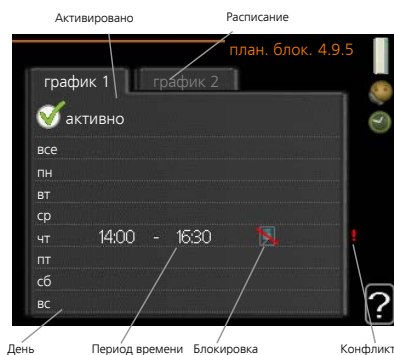 Активировано Расписание
план. блок. 4.9.5
график 1 график 2
активно
все
пн
вт
ср
чт 14:00 - 16:30 !
пт
сб
вс
?
День Период времени Блокировка Конфликт